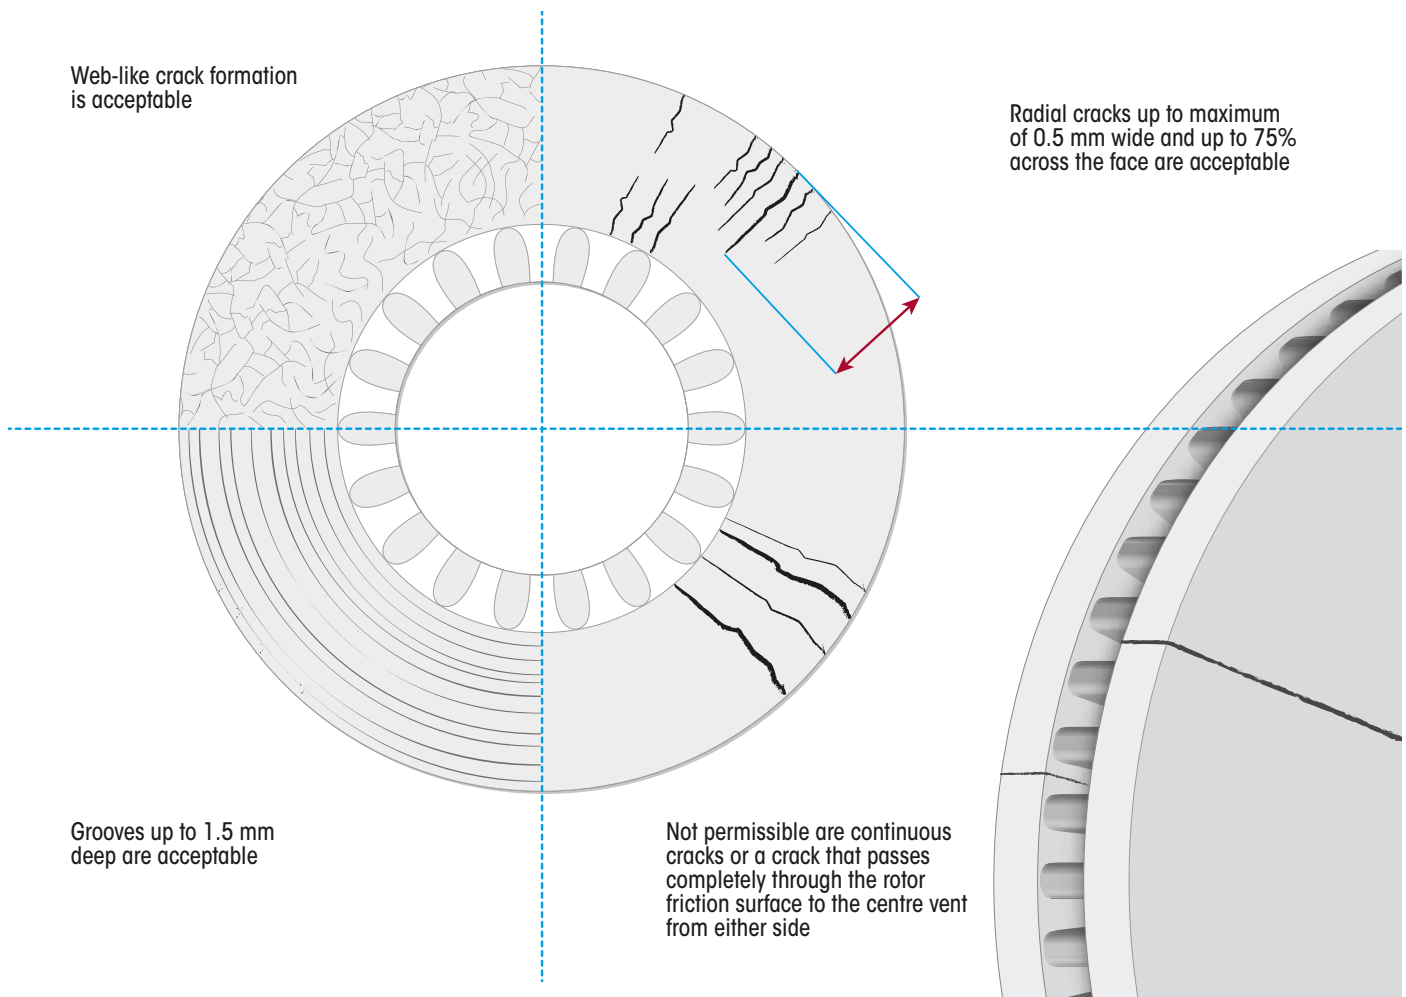 Web-like crack formation
is acceptable
Radial cracks up to maximum
of 0.5 mm wide and up to 75%
across the face are acceptable
Grooves up to 1.5 mm
deep are acceptable
Not permissible are continuous
cracks or a crack that passes
completely through the rotor
friction surface to the centre vent
from either side